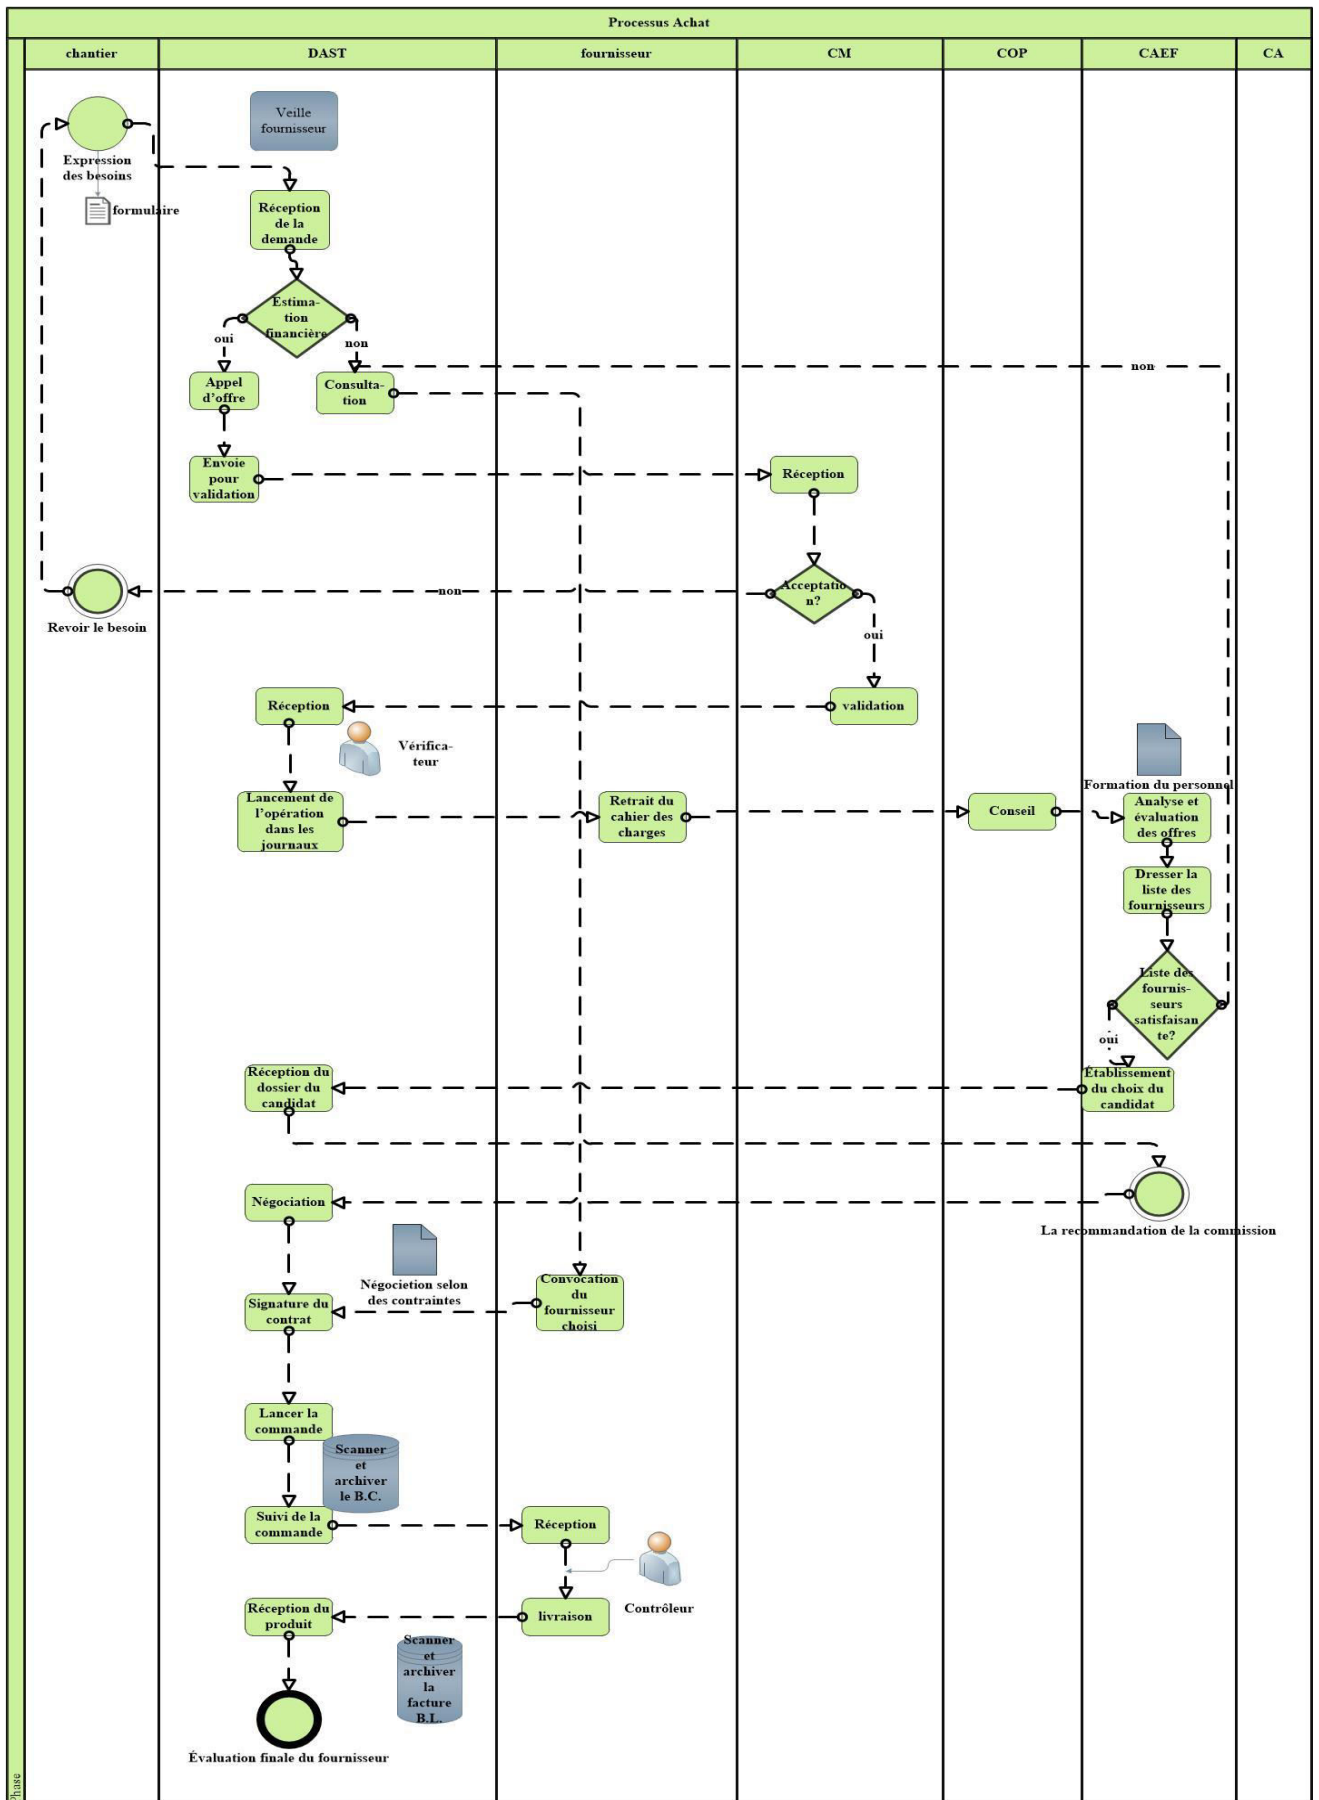 Processus Achat
chantier
DAST
fournisseur
CM
COP
CAEF
CA
Veille
fournisseur
Expression
des besoins
formulaire
Réception
de la
demande
Estima-
tion
financière
oui
non
non
Appel
d'offre
Consulta-
tion
Envoie
pour
validation
Réception
Acceptatio
n?
non
oui
Revoir le besoin
Réception
validation
Vérifica-
teur
Formation du personnel
Lancement de
l'opération
dans les
journaux
Retrait du
cahier des
charges
Conseil
Analyse et
évaluation
des offres
Dresser la
liste des
fournisseurs
Liste des
fournis-
seurs
satisfaisan
te?
oui
Réception du
dossier du
candidat
Établissement
du choix du
candidat
Négociation
La recommandation de la commission
Négocietion selon
des contraintes
Convocation
du
fournisseur
choisi
Signature du
contrat
Lancer la
commande
Scanner
et
archiver
le B.C.
Suivi de la
commande
Réception
Contrôleur
Réception du
produit
livraison
Scanner
et
archiver
la
facture
B.L.
Évaluation finale du fournisseur
Phase